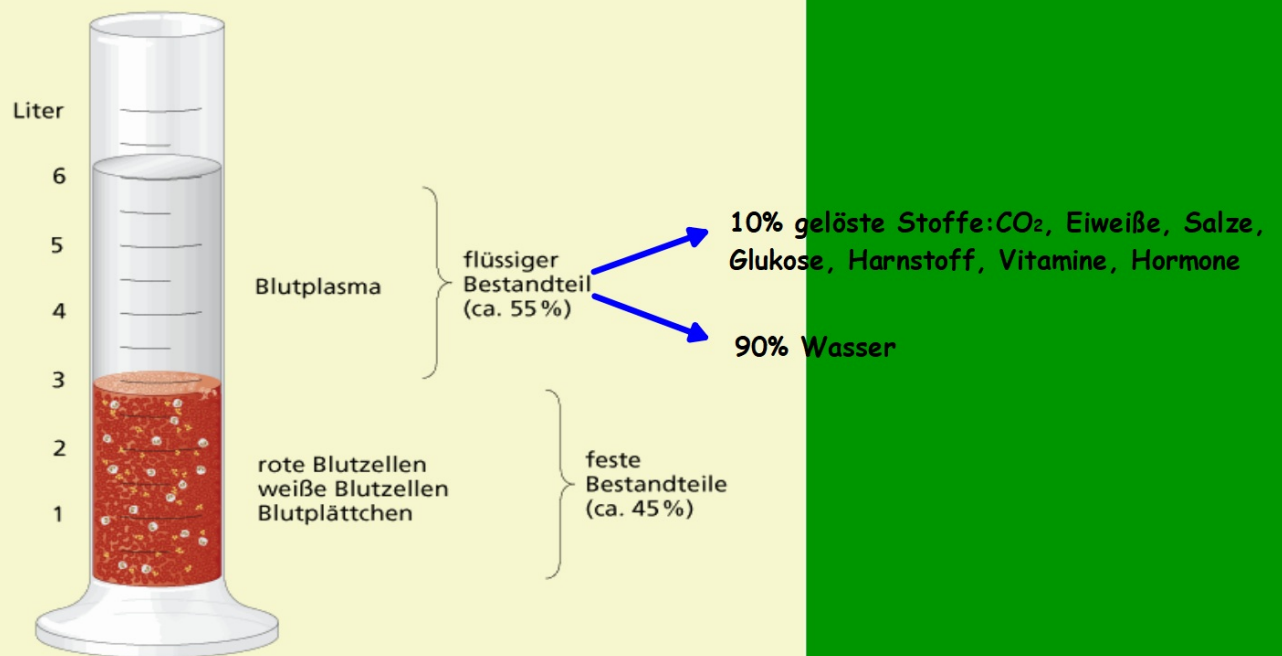 Liter
6
5
4
3
2
1
Blutplasma
flüssiger
Bestandteil
(ca. 55%)
10% gelöste Stoffe:CO₂, Eiweiße, Salze,
Glukose, Harnstoff, Vitamine, Hormone
90% Wasser
rote Blutzellen
weiße Blutzellen
Blutplättchen
feste
Bestandteile
(ca. 45%)